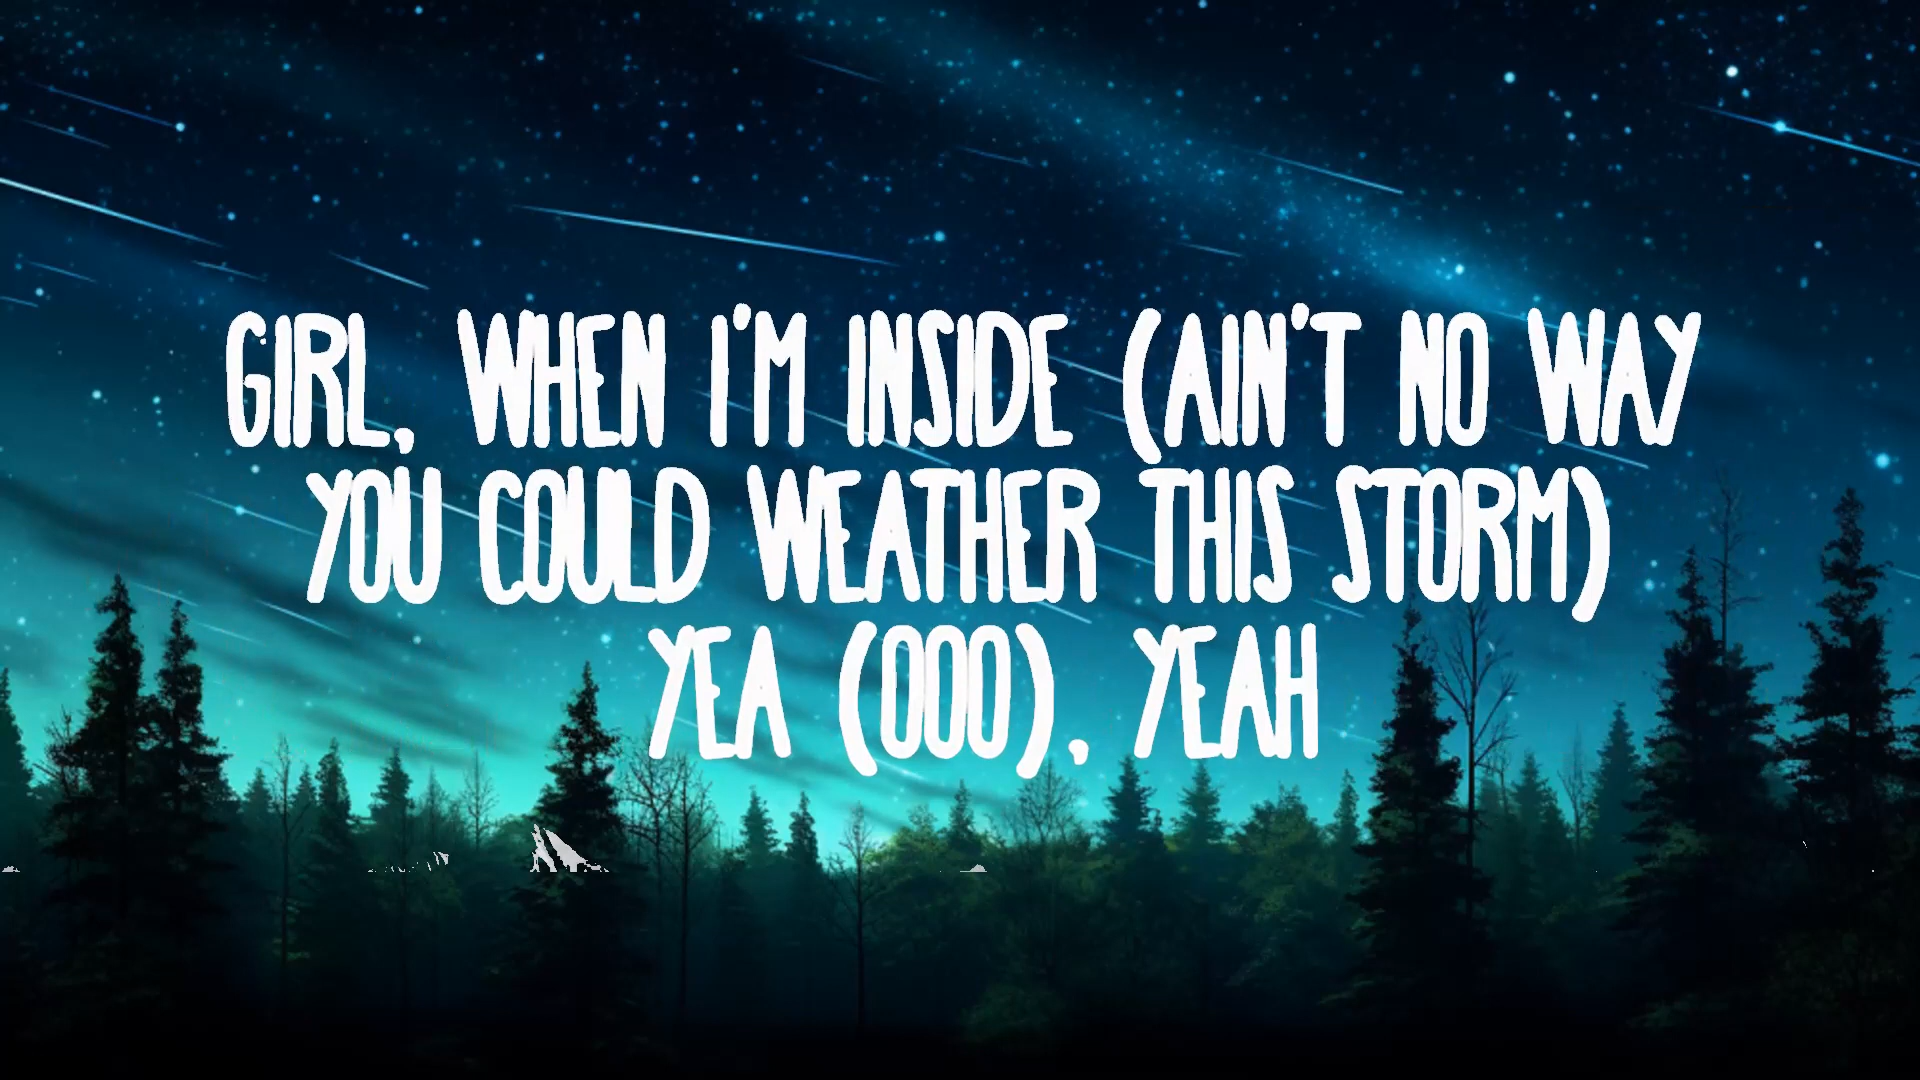 GIRL, WHEN I'M INSIDE (AIN'T NO WAY
YOU COULD WEATHER THIS STORM)
YEA (OOO), YEAH